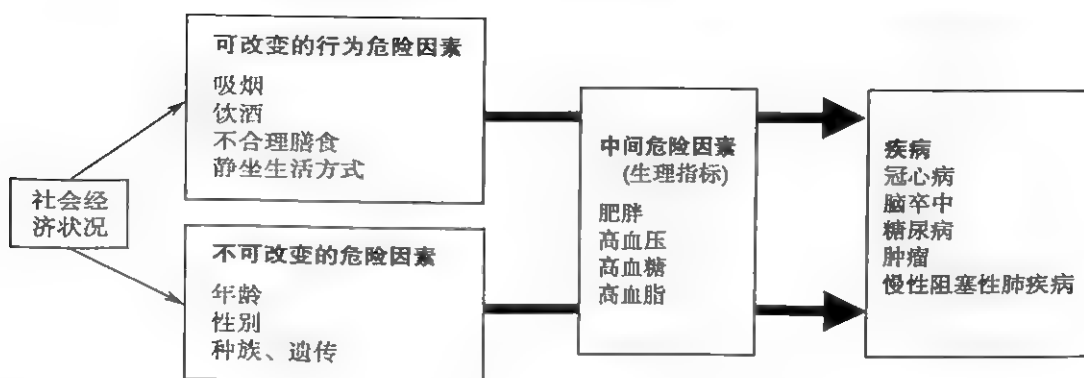 社会经
济状况
可改变的行为危险因素
吸烟
饮酒
不合理膳食
静坐生活方式
不可改变的危险因素
年龄
性别
种族、遗传
中间危险因素
(生理指标)
肥胖
高血压
高血糖
高血脂
疾病
冠心病
脑卒中
糖尿病
肿瘤
慢性阻塞性肺疾病